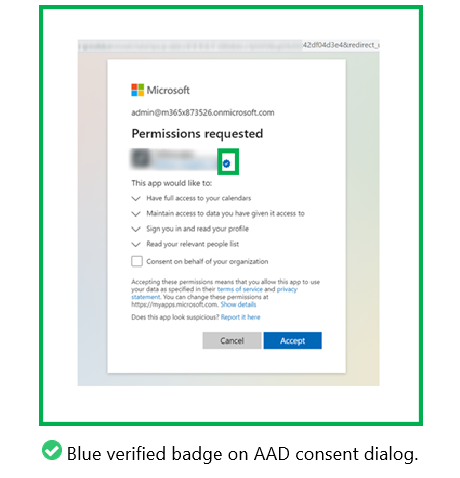 42df04d3e4&redirect_u
Microsoft
admin@m365x873526.onmicrosoft.com
Permissions requested
This app would like to:
Have full access to your calendars
Maintain access to data you have given it access to
Sign you in and read your profile
Read your relevant people list
Consent on behalf of your organization
Accepting these permissions means that you allow this app to use
your data as specified in their terms of service and privacy
statement. You can change these permissions at
https://myapps.microsoft.com. Show details
Does this app look suspicious? Report it here
Cancel Accept
Blue verified badge on AAD consent dialog.